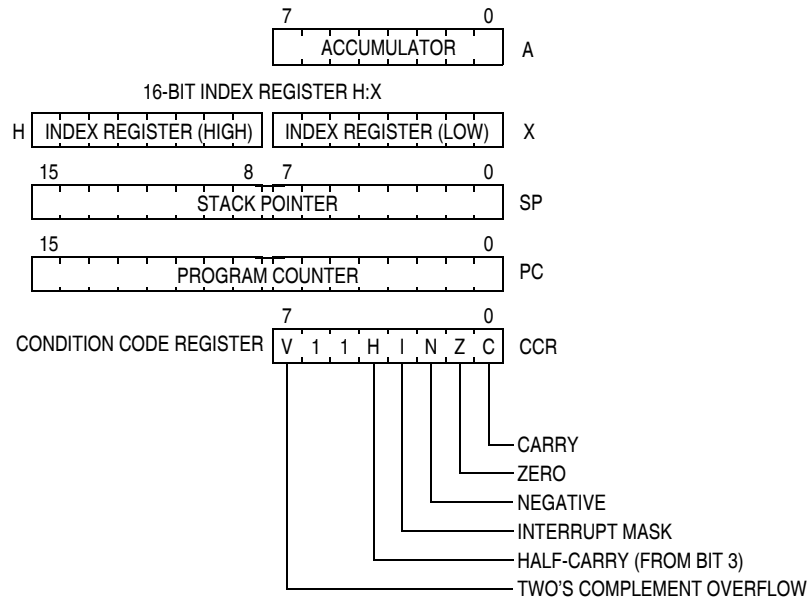 7 0
ACCUMULATOR A
16-BIT INDEX REGISTER H:X
H INDEX REGISTER (HIGH) INDEX REGISTER (LOW) X
15 8 7 0
STACK POINTER SP
15 0
PROGRAM COUNTER PC
7 0
CONDITION CODE REGISTER V 1 1 H I N Z C CCR
CARRY
ZERO
NEGATIVE
INTERRUPT MASK
HALF-CARRY (FROM BIT 3)
TWO'S COMPLEMENT OVERFLOW